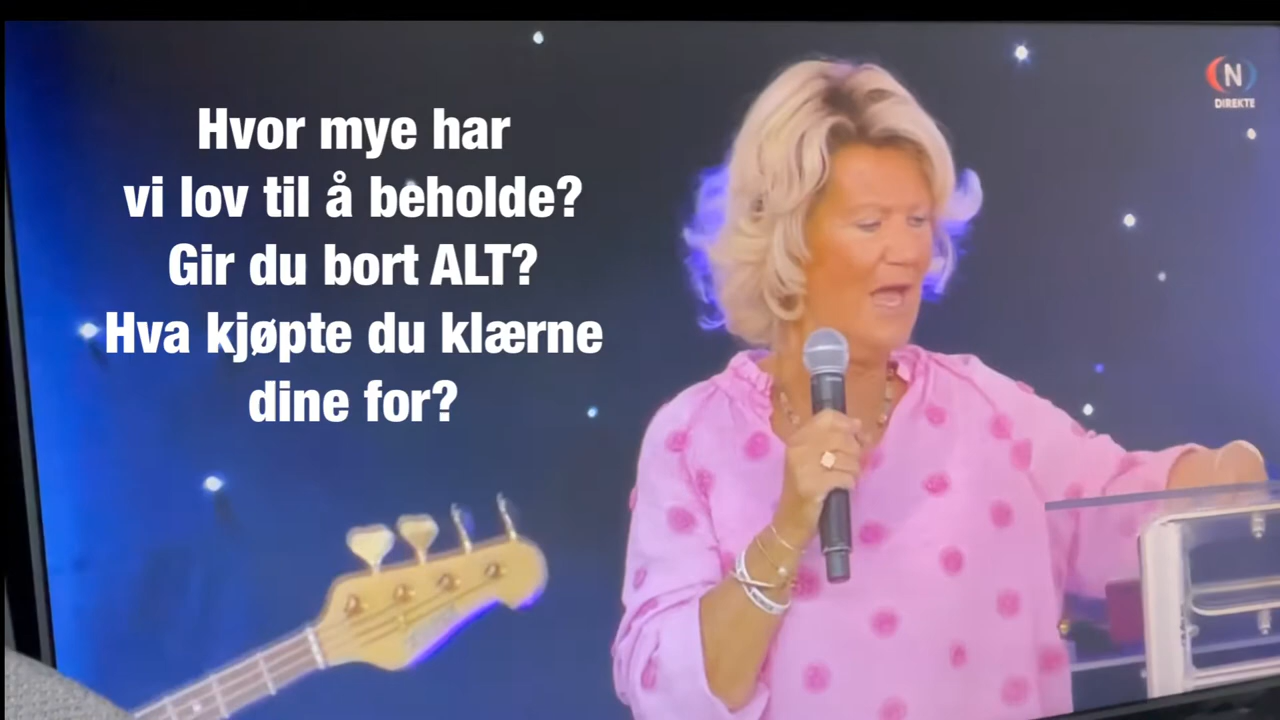 Hvor mye har
vi lov til å beholde?
Gir du bort ALT?
Hva kjøpte du klærne
dine for?
N
DIREKTE